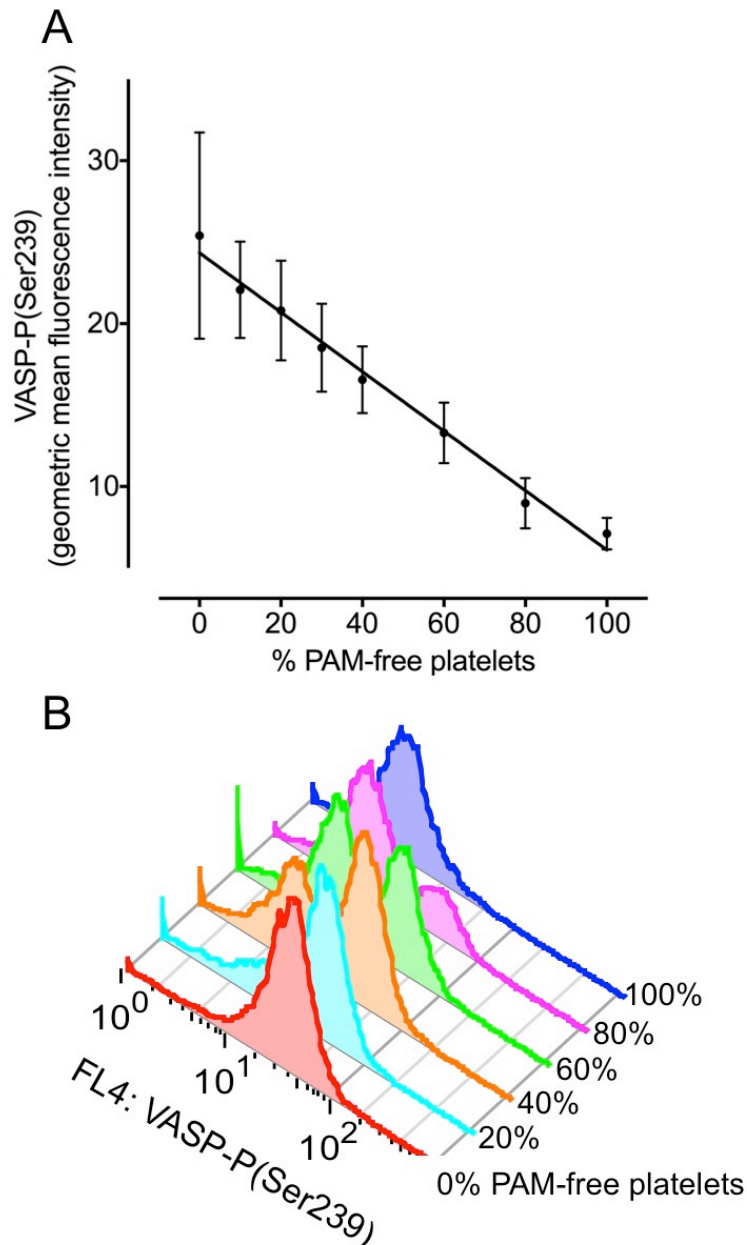 A
VASP-P(Ser239)
(geometric mean fluorescence intensity)
30
20
10
0 20 40 60 80 100
% PAM-free platelets
B
10⁰
10¹
10²
FL4: VASP-P(Ser239)
100%
80%
60%
40%
20%
0% PAM-free platelets